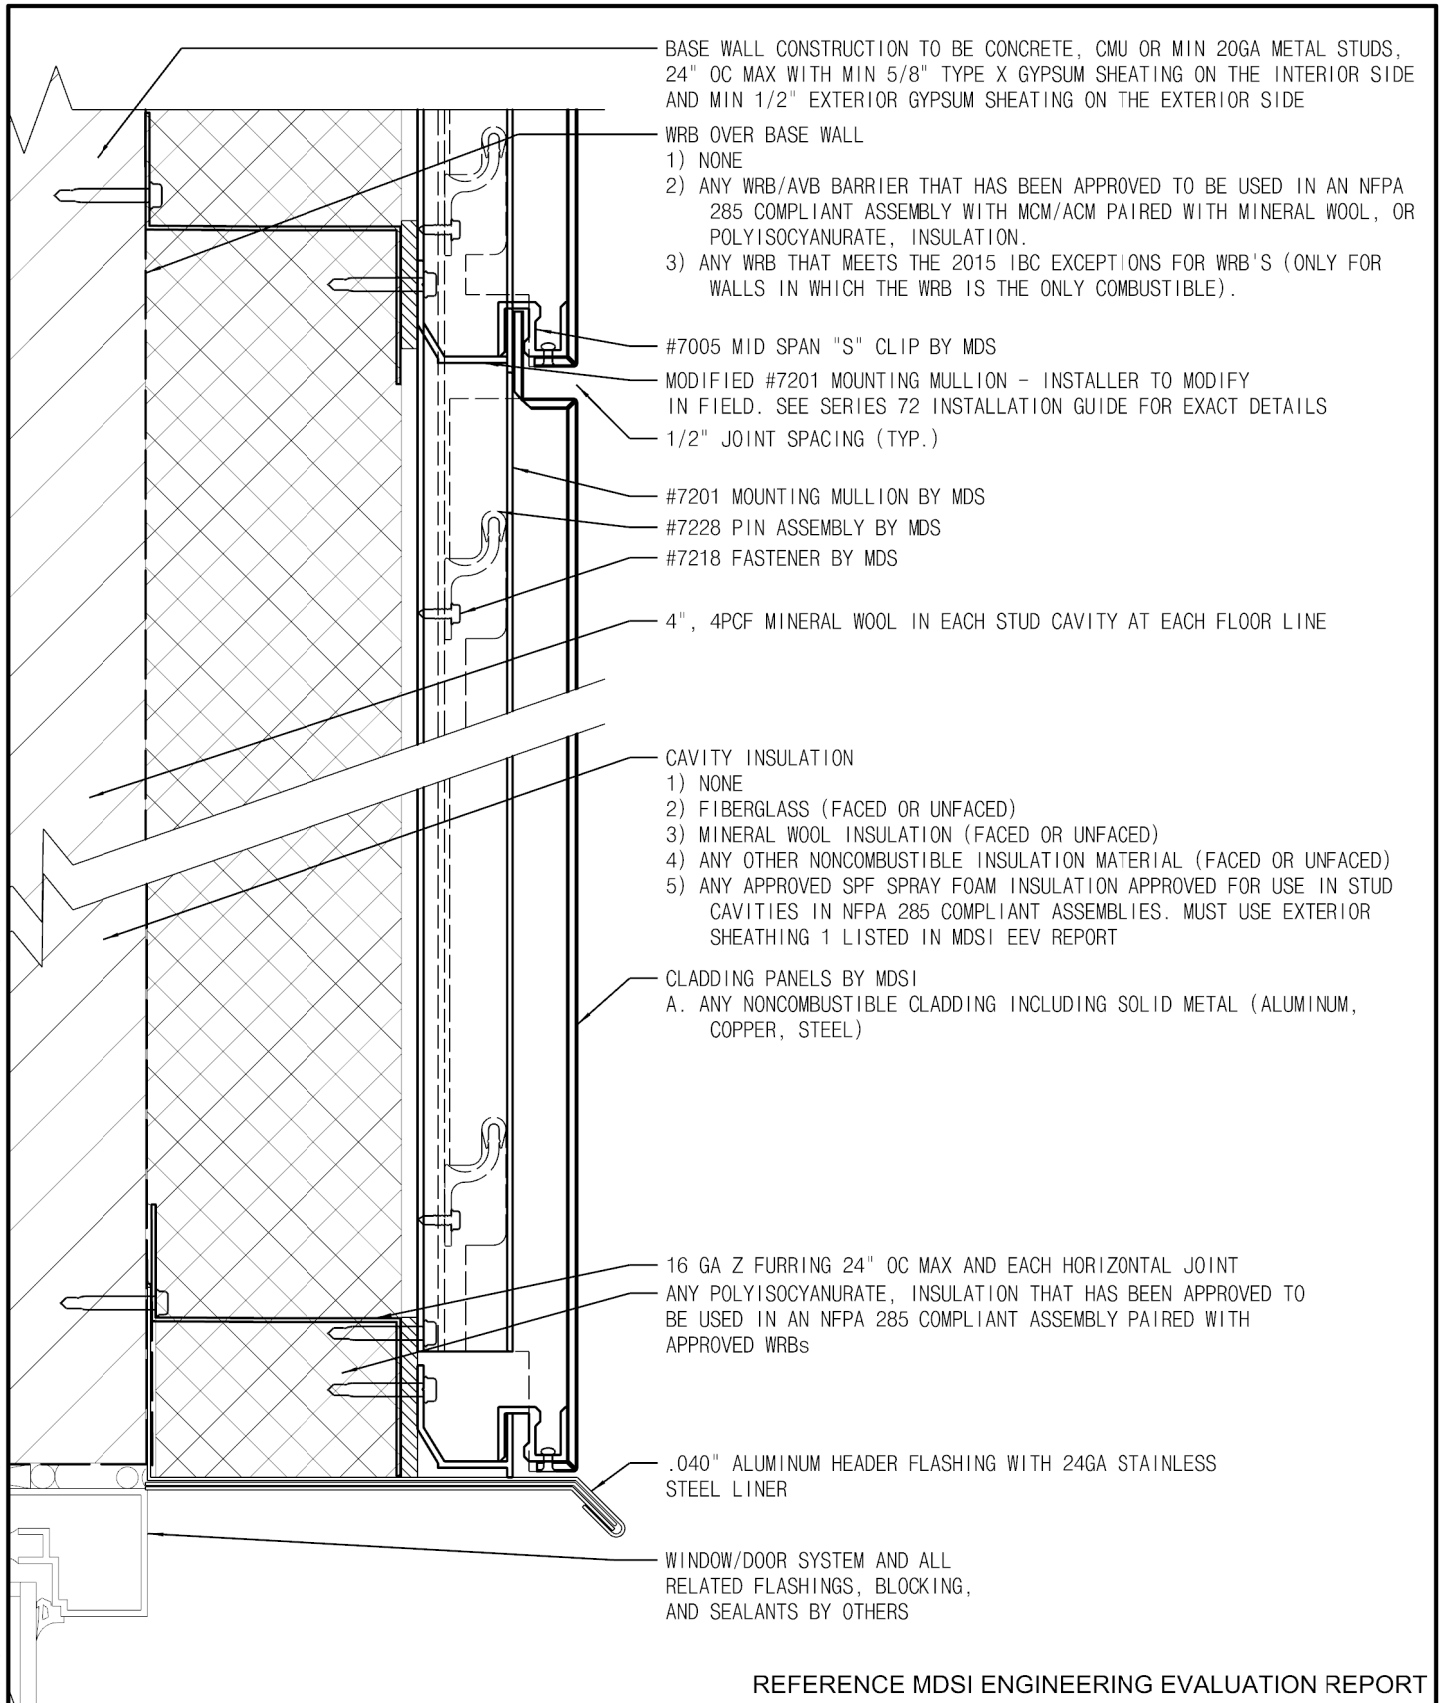 BASE WALL CONSTRUCTION TO BE CONCRETE, CMU OR MIN 20GA METAL STUDS,
24" OC MAX WITH MIN 5/8" TYPE X GYPSUM SHEATING ON THE INTERIOR SIDE
AND MIN 1/2" EXTERIOR GYPSUM SHEATING ON THE EXTERIOR SIDE
WRB OVER BASE WALL
1) NONE
2) ANY WRB/AVB BARRIER THAT HAS BEEN APPROVED TO BE USED IN AN NFPA
285 COMPLIANT ASSEMBLY WITH MCM/ACM PAIRED WITH MINERAL WOOL, OR
POLYISOCYANURATE, INSULATION.
3) ANY WRB THAT MEETS THE 2015 IBC EXCEPTIONS FOR WRB'S (ONLY FOR
WALLS IN WHICH THE WRB IS THE ONLY COMBUSTIBLE).
#7005 MID SPAN "S" CLIP BY MDS
MODIFIED #7201 MOUNTING MULLION - INSTALLER TO MODIFY
IN FIELD. SEE SERIES 72 INSTALLATION GUIDE FOR EXACT DETAILS
1/2" JOINT SPACING (TYP.)
#7201 MOUNTING MULLION BY MDS
#7228 PIN ASSEMBLY BY MDS
#7218 FASTENER BY MDS
4", 4PCF MINERAL WOOL IN EACH STUD CAVITY AT EACH FLOOR LINE
CAVITY INSULATION
1) NONE
2) FIBERGLASS (FACED OR UNFACED)
3) MINERAL WOOL INSULATION (FACED OR UNFACED)
4) ANY OTHER NONCOMBUSTIBLE INSULATION MATERIAL (FACED OR UNFACED)
5) ANY APPROVED SPF SPRAY FOAM INSULATION APPROVED FOR USE IN STUD
CAVITIES IN NFPA 285 COMPLIANT ASSEMBLIES. MUST USE EXTERIOR
SHEATHING 1 LISTED IN MDSI EEV REPORT
CLADDING PANELS BY MDSI
A. ANY NONCOMBUSTIBLE CLADDING INCLUDING SOLID METAL (ALUMINUM,
COPPER, STEEL)
16 GA Z FURRING 24" OC MAX AND EACH HORIZONTAL JOINT
ANY POLYISOCYANURATE, INSULATION THAT HAS BEEN APPROVED TO
BE USED IN AN NFPA 285 COMPLIANT ASSEMBLY PAIRED WITH
APPROVED WRBs
.040" ALUMINUM HEADER FLASHING WITH 24GA STAINLESS
STEEL LINER
WINDOW/DOOR SYSTEM AND ALL
RELATED FLASHINGS, BLOCKING,
AND SEALANTS BY OTHERS
REFERENCE MDSI ENGINEERING EVALUATION REPORT